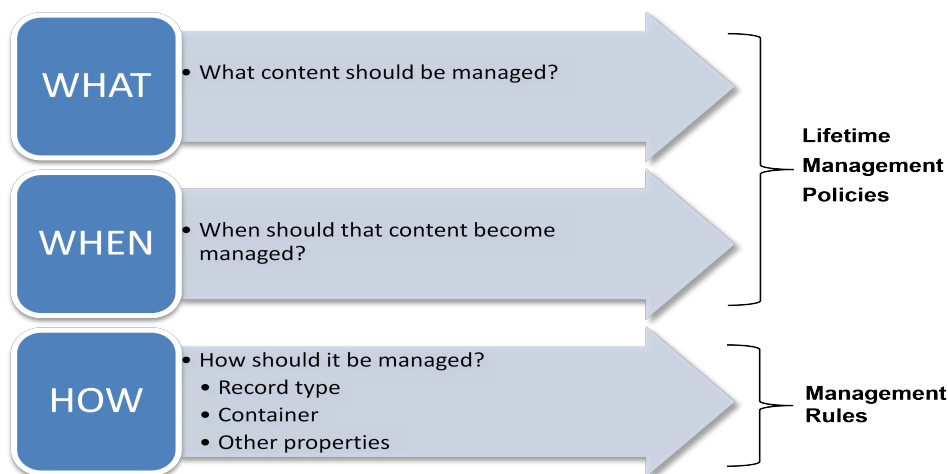 WHAT
• What content should be managed?
WHEN
• When should that content become
managed?
Lifetime
Management
Policies
HOW
• How should it be managed?
• Record type
• Container
• Other properties
Management
Rules